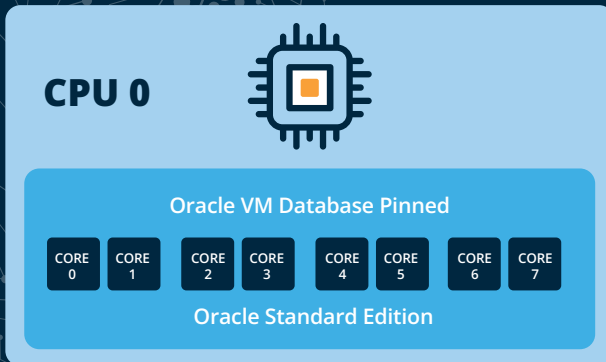 CPU 0
Oracle VM Database Pinned
CORE CORE CORE CORE CORE CORE CORE CORE
0 1 2 3 4 5 6 7
Oracle Standard Edition